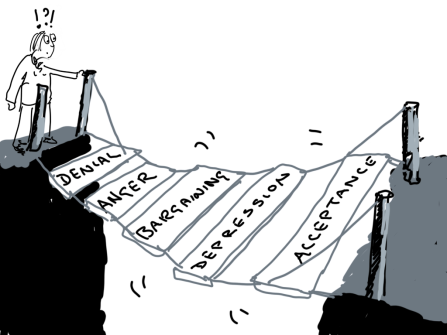 !?!
DENIAL
ANGER
BARGAINING
DEPRESSION
ACCEPTANCE